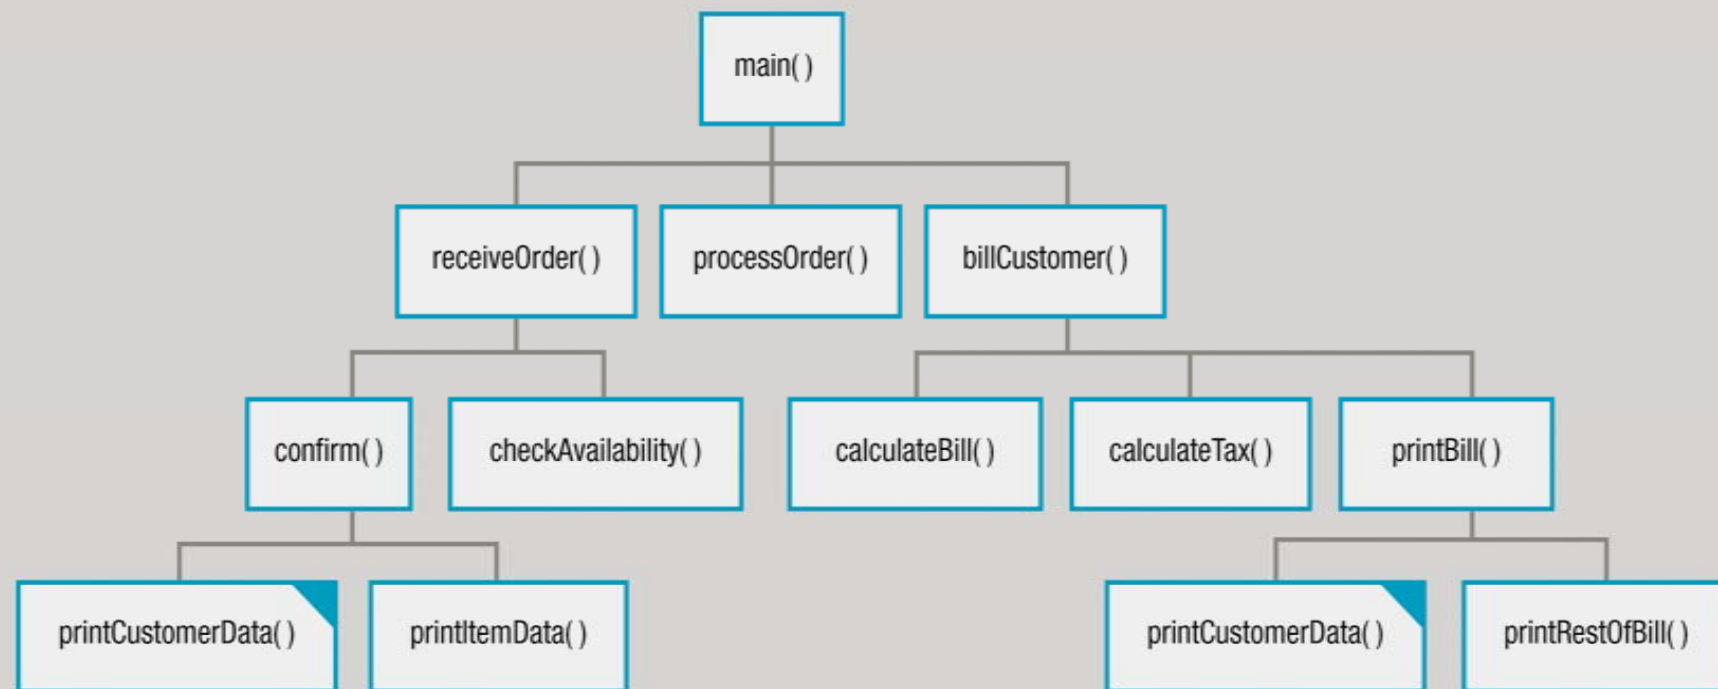 main( )
receiveOrder( )
processOrder( )
billCustomer( )
confirm( )
checkAvailability( )
calculateBill( )
calculateTax( )
printBill( )
printCustomerData( )
printItemData( )
printCustomerData( )
printRestOfBill( )